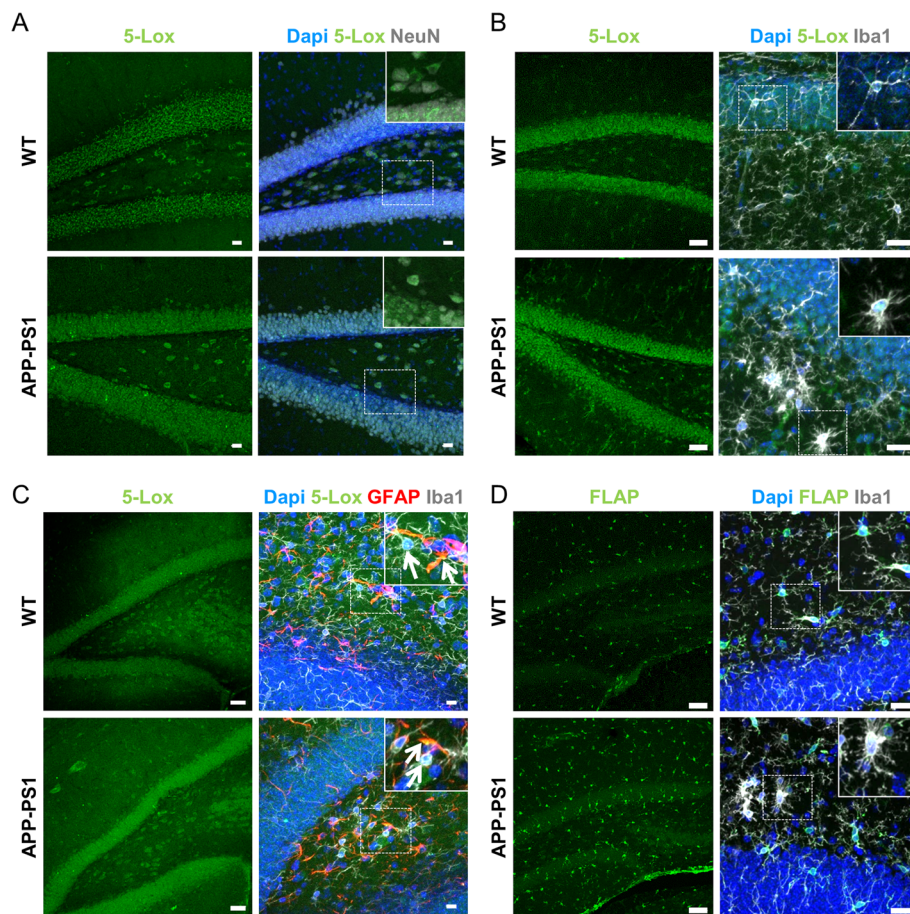 A
5-Lox
Dapi 5-Lox NeuN
WT
APP-PS1
B
5-Lox
Dapi 5-Lox Iba1
WT
APP-PS1
C
5-Lox
Dapi 5-Lox GFAP Iba1
WT
APP-PS1
D
FLAP
Dapi FLAP Iba1
WT
APP-PS1